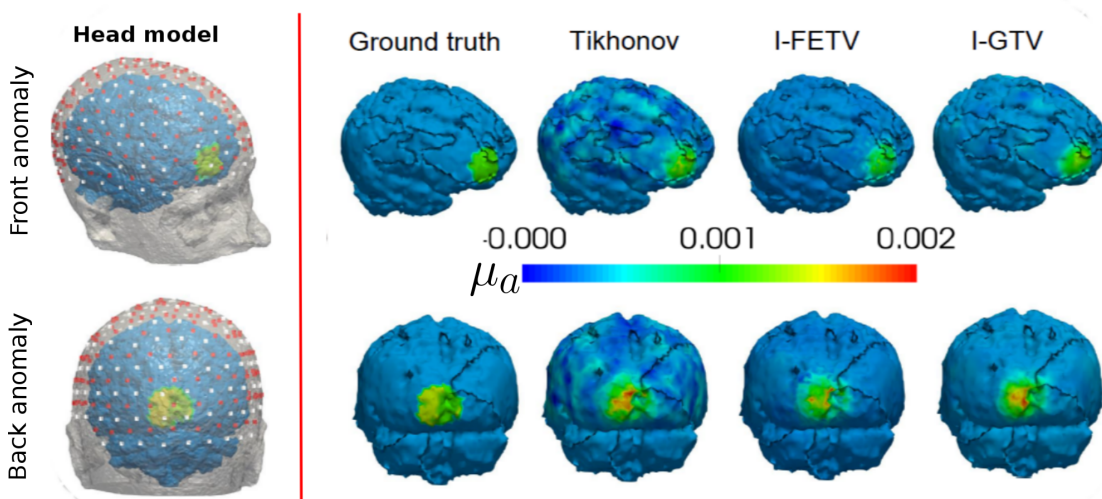 Head model
Ground truth
Tikhonov
I-FETV
I-GTV
Front anomaly
-0.000
0.001
0.002
μa
Back anomaly